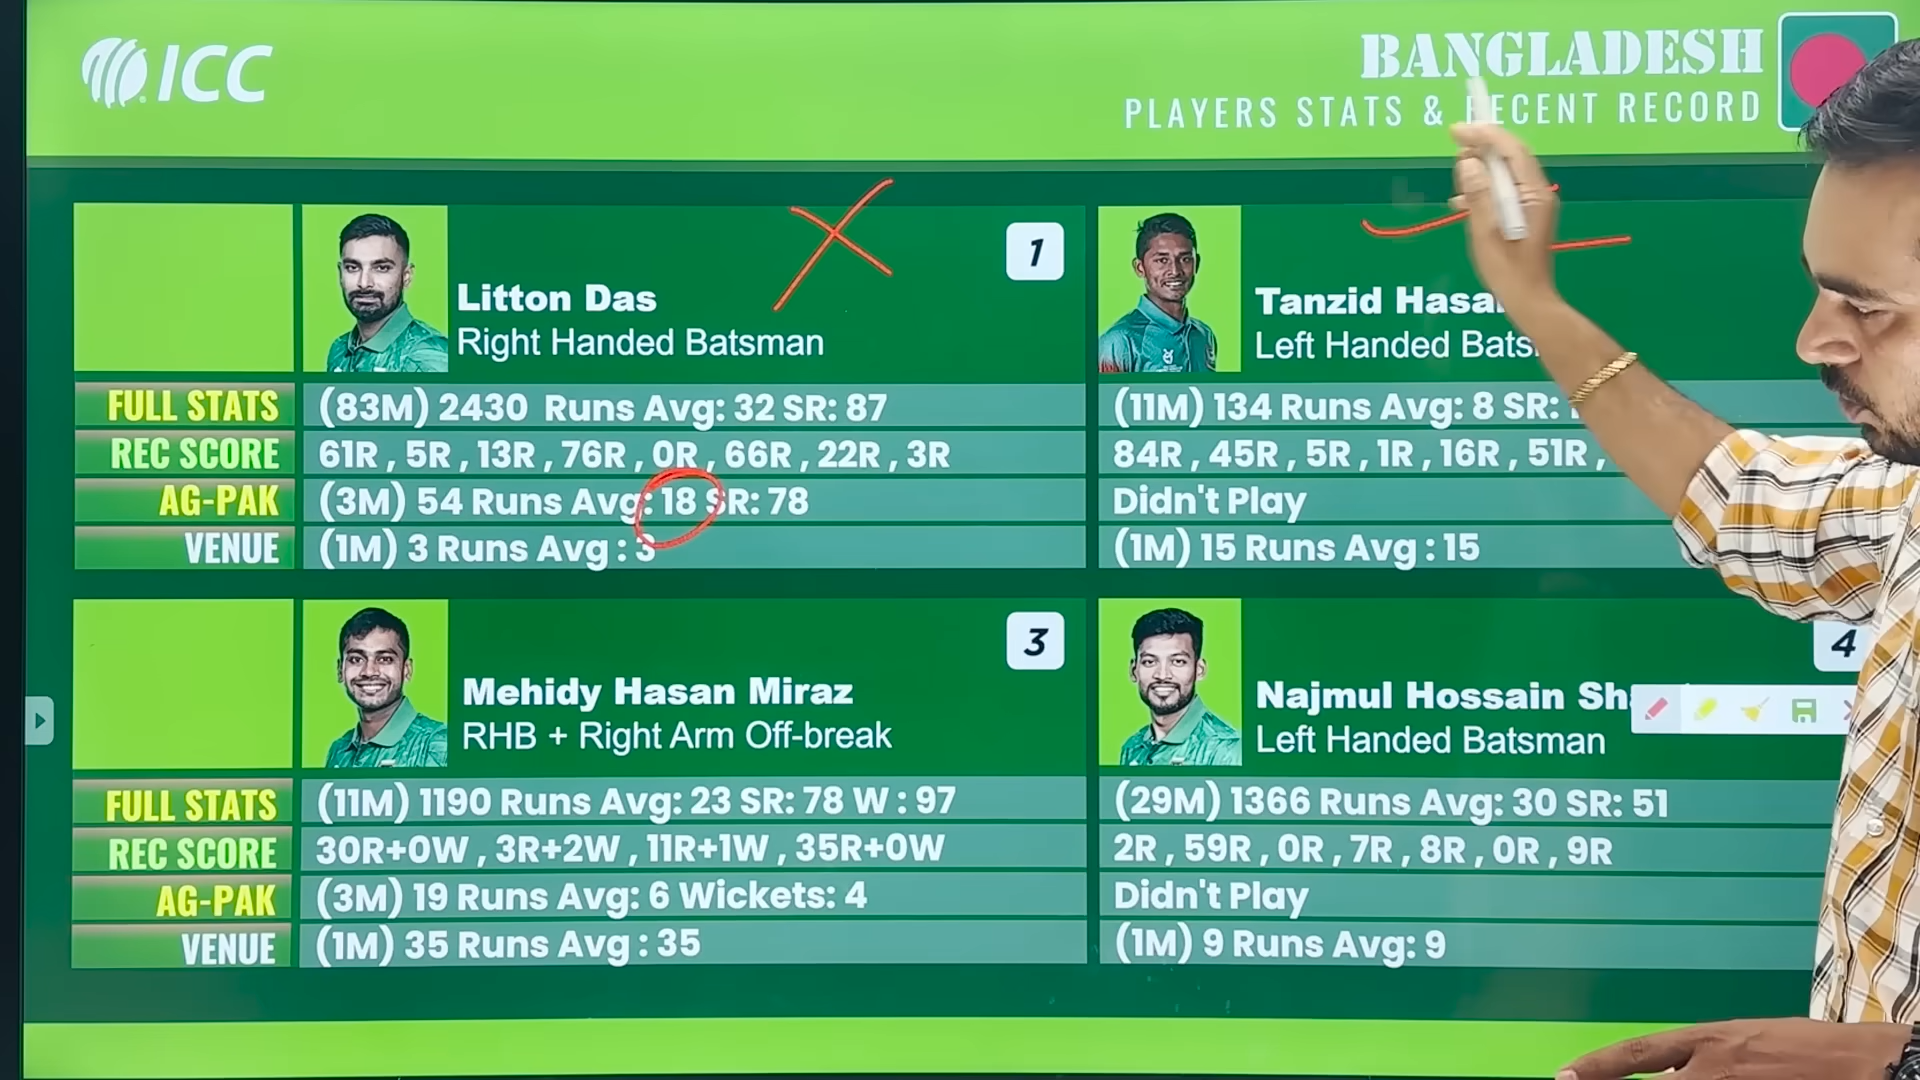 ICC
BANGLADESH
PLAYERS STATS & RECENT RECORD
1
Litton Das
Right Handed Batsman
FULL STATS (83M) 2430 Runs Avg: 32 SR: 87
REC SCORE 61R , 5R , 13R , 76R , 0R , 66R , 22R , 3R
AG-PAK (3M) 54 Runs Avg: 18 SR: 78
VENUE (1M) 3 Runs Avg : 3
Tanzid
Left Handed
(11M) 134 Runs Avg: 8 SR:
84R , 45R , 5R , 1R , 16R , 51R ,
Didn't Play
(1M) 15 Runs Avg : 15
3
Mehidy Hasan Miraz
RHB + Right Arm Off-break
FULL STATS (11M) 1190 Runs Avg: 23 SR: 78 W : 97
REC SCORE 30R+0W , 3R+2W , 11R+1W , 35R+0W
AG-PAK (3M) 19 Runs Avg: 6 Wickets: 4
VENUE (1M) 35 Runs Avg : 35
4
Najmul Hossain
Left Handed Batsman
(29M) 1366 Runs Avg: 30 SR: 51
2R , 59R , 0R , 7R , 8R , 0R , 9R
Didn't Play
(1M) 9 Runs Avg: 9